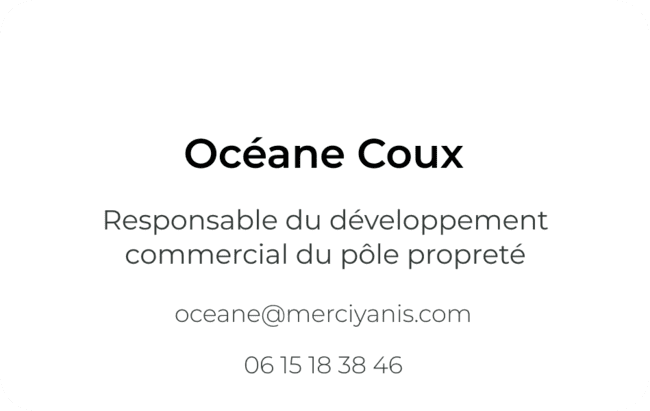 Océane Coux
Responsable du développement
commercial du pôle propreté
oceane@merciyanis.com
06 15 18 38 46